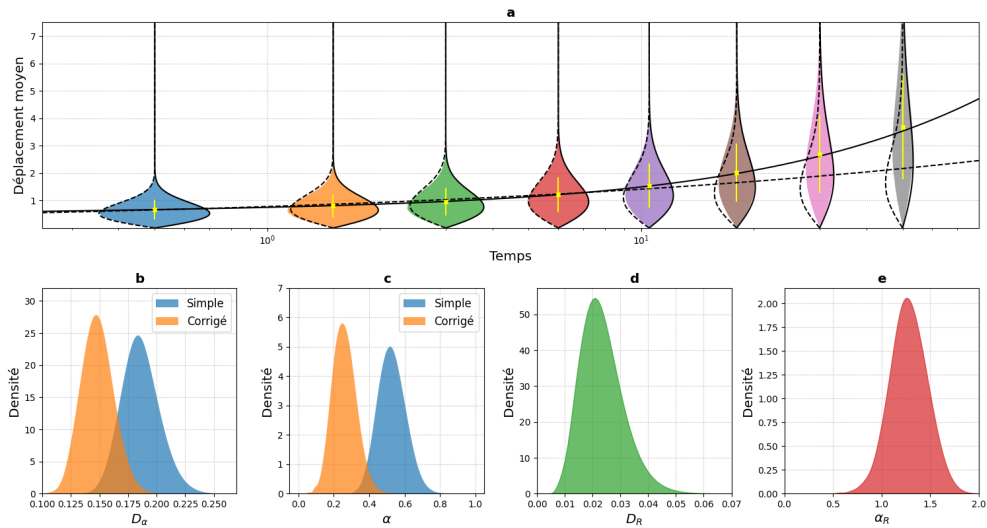 a
Déplacement moyen
7
6
5
4
3
2
1
10⁰
10¹
Temps
b
Densité
30
25
20
15
10
5
0
0.100 0.125 0.150 0.175 0.200 0.225 0.250
Dα
Simple
Corrigé
c
Densité
7
6
5
4
3
2
1
0
0.0 0.2 0.4 0.6 0.8 1.0
α
Simple
Corrigé
d
Densité
50
40
30
20
10
0
0.00 0.01 0.02 0.03 0.04 0.05 0.06 0.07
D_R
e
Densité
2.00
1.75
1.50
1.25
1.00
0.75
0.50
0.25
0.00
0.0 0.5 1.0 1.5 2.0
α_R